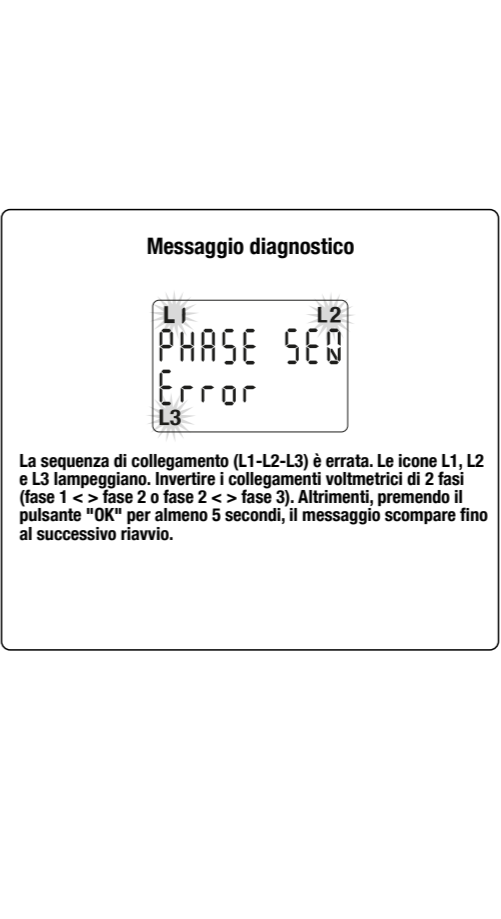 Messaggio diagnostico
L1 L2
PHASE SEQ
Error
L3
La sequenza di collegamento (L1-L2-L3) è errata. Le icone L1, L2
e L3 lampeggiano. Invertire i collegamenti voltmetrici di 2 fasi
(fase 1 < > fase 2 o fase 2 < > fase 3). Altrimenti, premendo il
pulsante "OK" per almeno 5 secondi, il messaggio scompare fino
al successivo riavvio.